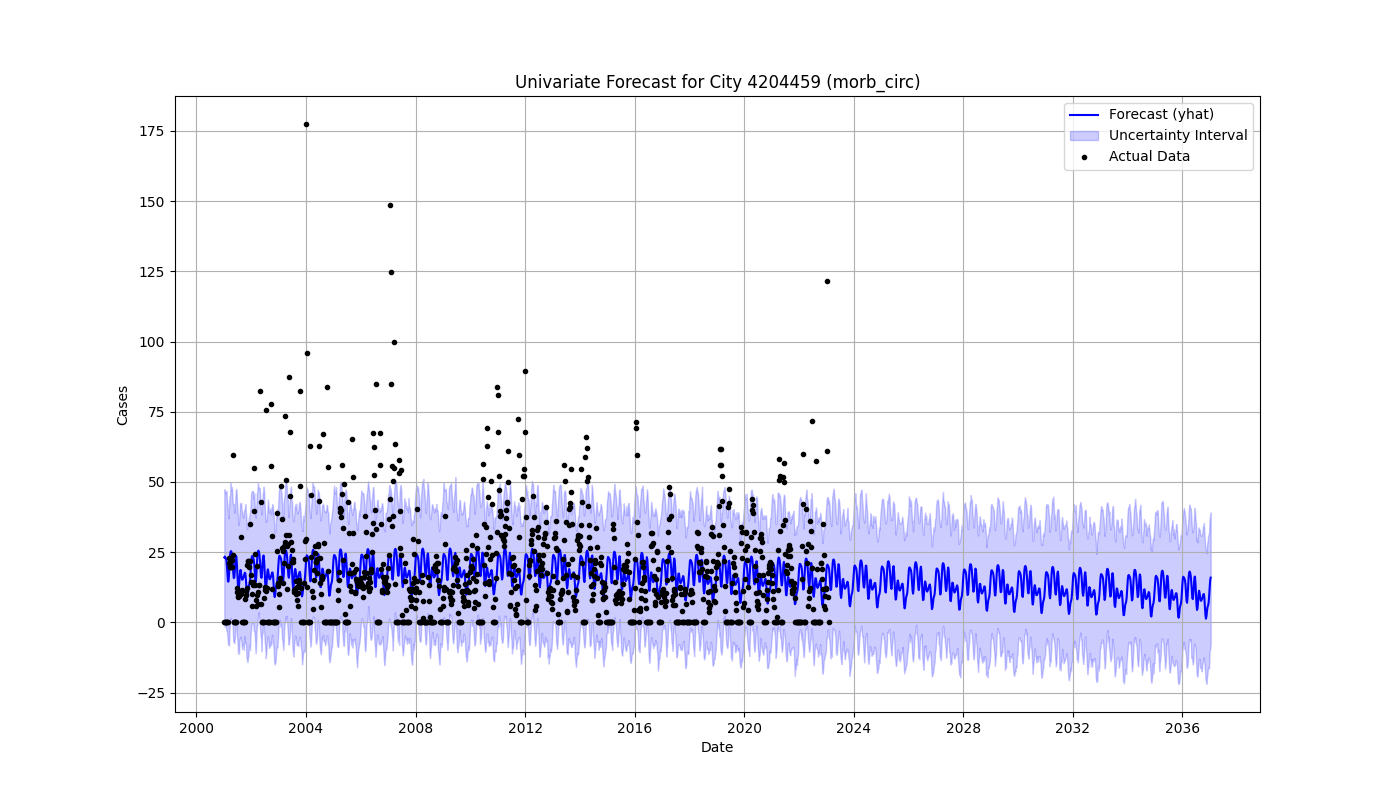 Univariate Forecast for City 4204459 (morb_circ)
Forecast (yhat)
Uncertainty Interval
Actual Data
175
150
125
100
75
50
25
0
−25
Cases
2000 2004 2008 2012 2016 2020 2024 2028 2032 2036
Date